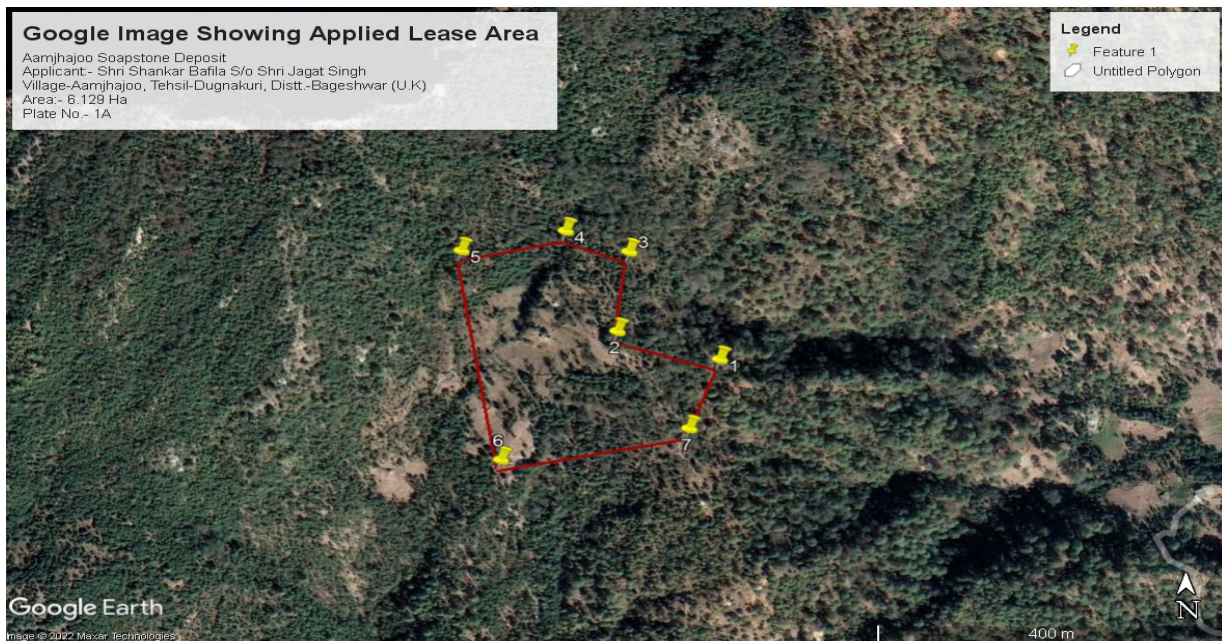 Google Image Showing Applied Lease Area
Aamjhajoo Soapstone Deposit
Applicant:- Shri Shankar Bafila S/o Shri Jagat Singh
Village-Aamjhajoo, Tehsil-Dugnakuri, Distt.-Bageshwar (U.K)
Area:- 6.129 Ha
Plate No.- 1A
Legend
Feature 1
Untitled Polygon
4
3
5
2
1
6
7
Google Earth
Image © 2022 Maxar Technologies
400 m
N